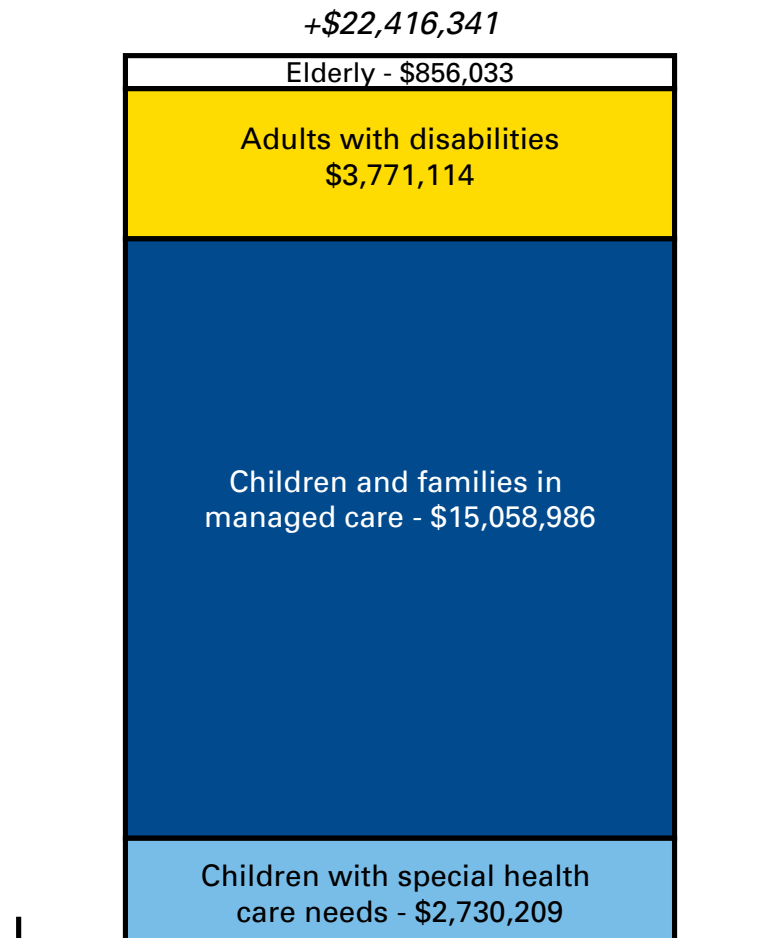 +$22,416,341
Elderly - $856,033
Adults with disabilities
$3,771,114
Children and families in
managed care - $15,058,986
Children with special health
care needs - $2,730,209